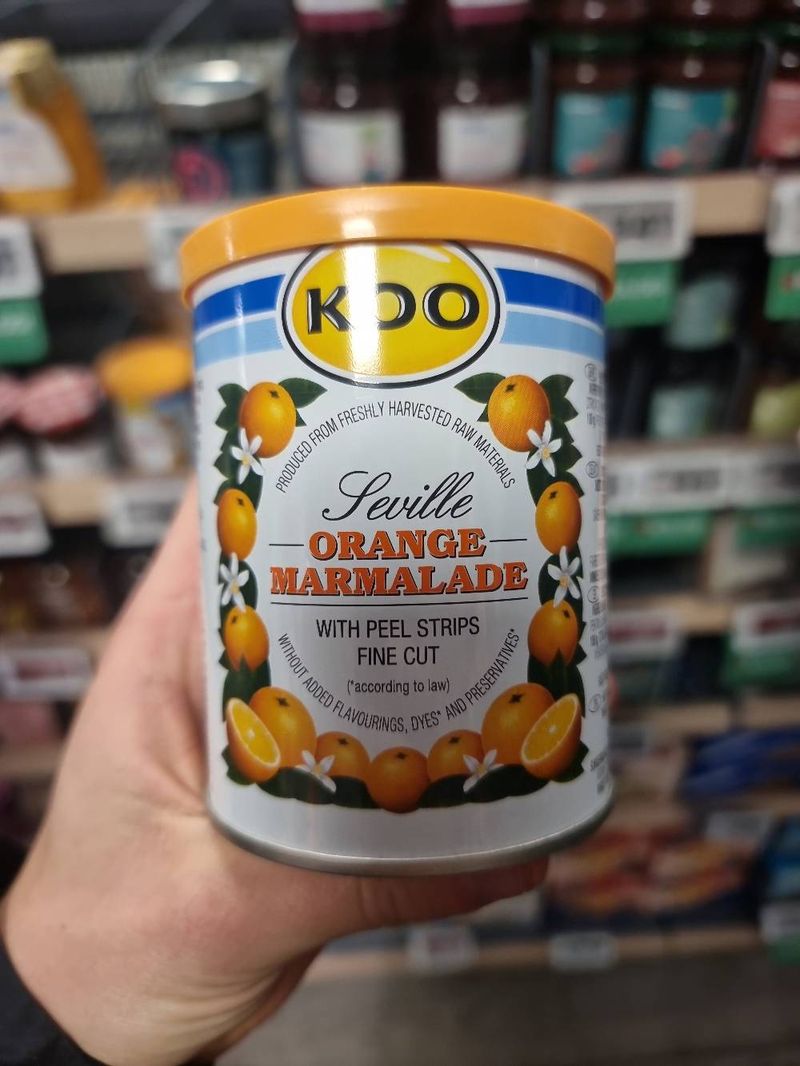 KOO
PRODUCED FROM FRESHLY HARVESTED RAW MATERIALS
Seville
ORANGE
MARMALADE
WITH PEEL STRIPS
FINE CUT
(*according to law)
WITHOUT ADDED FLAVOURINGS, DYES* AND PRESERVATIVES*